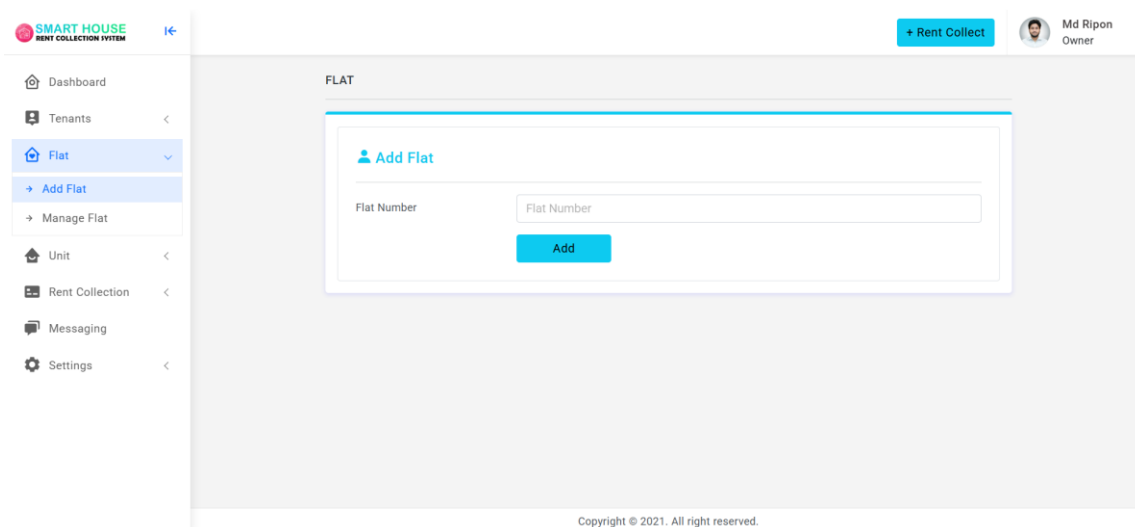 SMART HOUSE
RENT COLLECTION SYSTEM
+ Rent Collect
Md Ripon
Owner
Dashboard
Tenants
Flat
Add Flat
Manage Flat
Unit
Rent Collection
Messaging
Settings
FLAT
Add Flat
Flat Number
Flat Number
Add
Copyright © 2021. All right reserved.